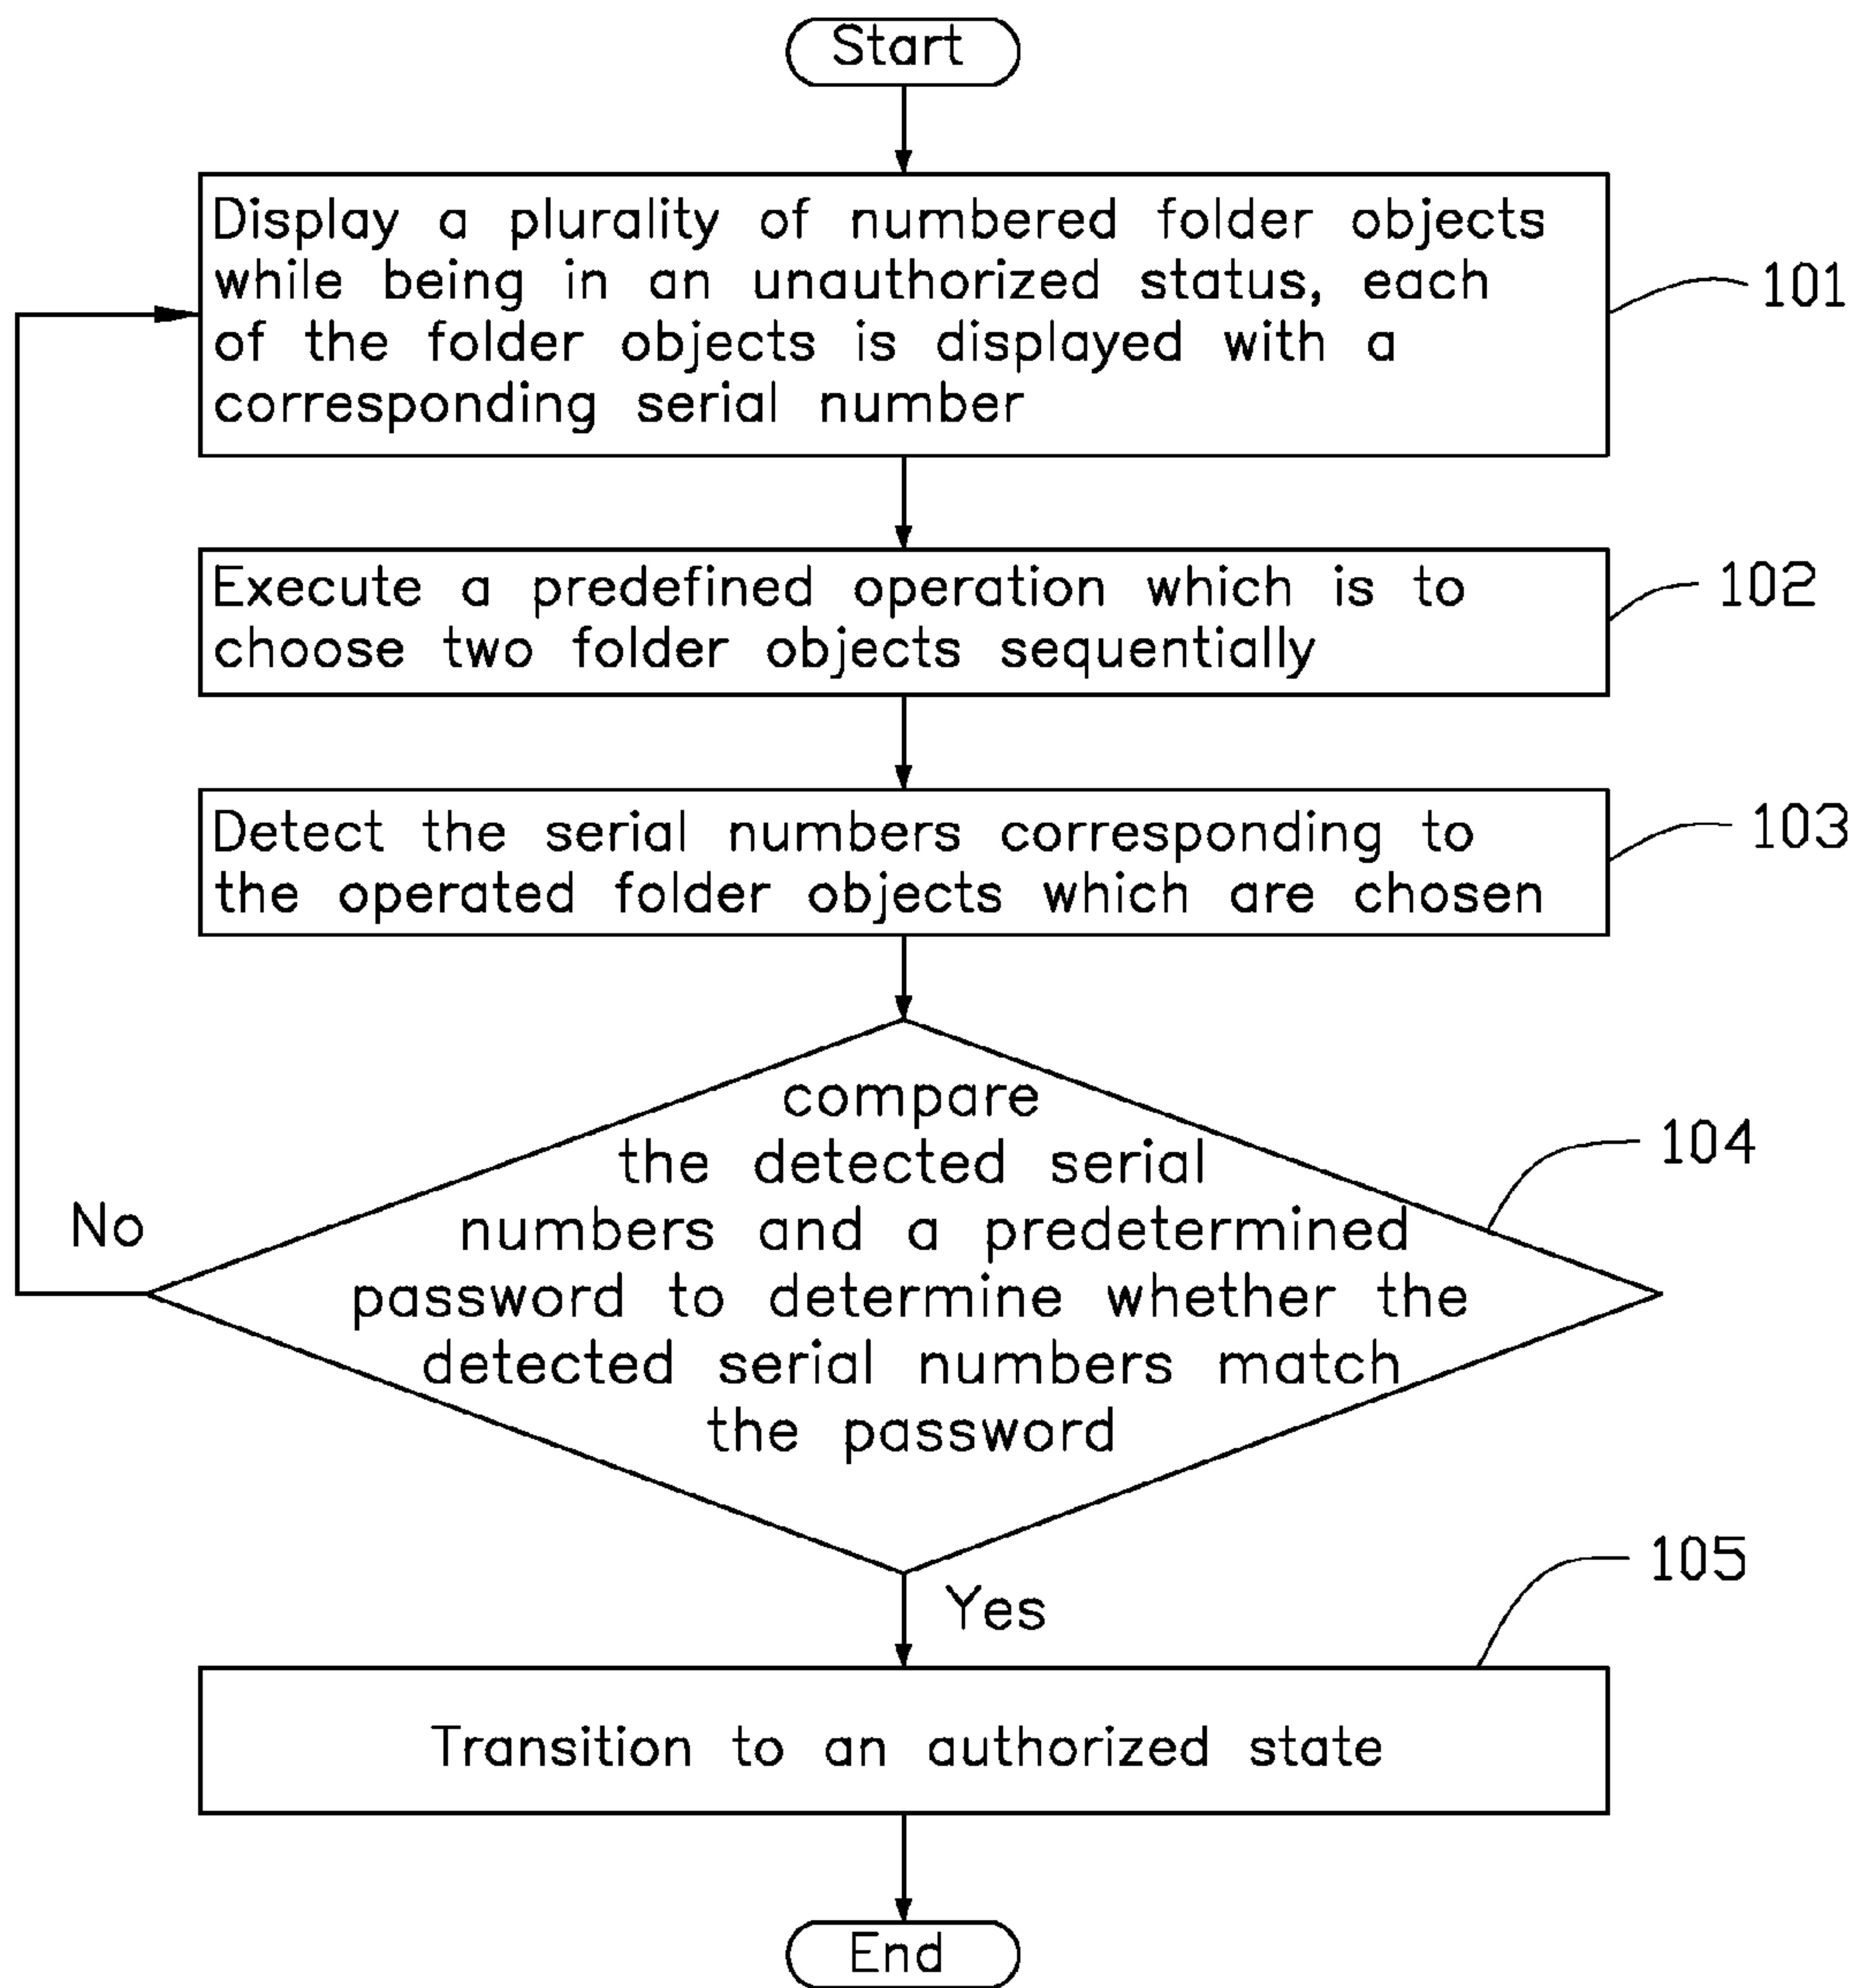 Start
Display a plurality of numbered folder objects
while being in an unauthorized status, each
of the folder objects is displayed with a
corresponding serial number
101
Execute a predefined operation which is to
choose two folder objects sequentially
102
Detect the serial numbers corresponding to
the operated folder objects which are chosen
103
compare
the detected serial
numbers and a predetermined
password to determine whether the
detected serial numbers match
the password
104
No
Yes
105
Transition to an authorized state
End